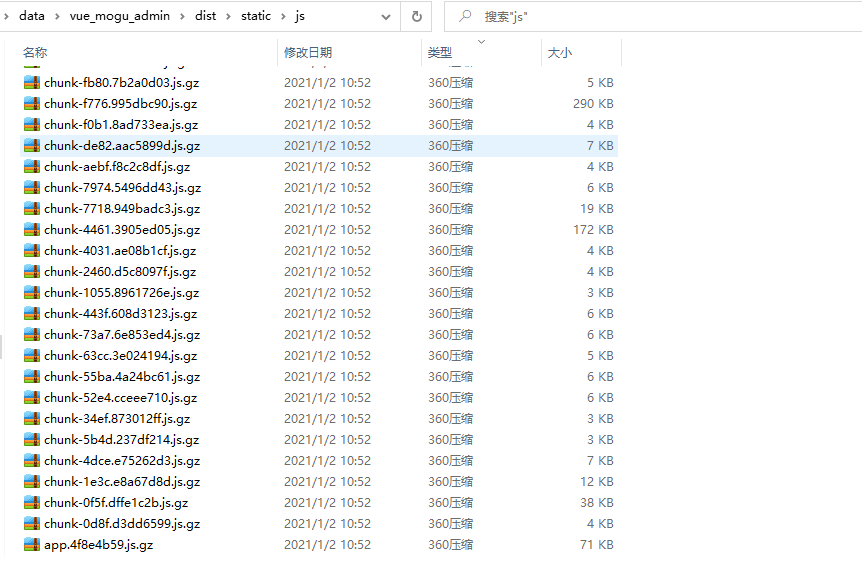 data > vue_mogu_admin > dist > static > js 搜索"js"
名称 修改日期 类型 大小
chunk-fb80.7b2a0d03.js.gz 2021/1/2 10:52 360压缩 5 KB
chunk-f776.995dbc90.js.gz 2021/1/2 10:52 360压缩 290 KB
chunk-f0b1.8ad733ea.js.gz 2021/1/2 10:52 360压缩 4 KB
chunk-de82.aac5899d.js.gz 2021/1/2 10:52 360压缩 7 KB
chunk-aebf.f8c2c8df.js.gz 2021/1/2 10:52 360压缩 4 KB
chunk-7974.5496dd43.js.gz 2021/1/2 10:52 360压缩 6 KB
chunk-7718.949badc3.js.gz 2021/1/2 10:52 360压缩 19 KB
chunk-4461.3905ed05.js.gz 2021/1/2 10:52 360压缩 172 KB
chunk-4031.ae08b1cf.js.gz 2021/1/2 10:52 360压缩 4 KB
chunk-2460.d5c8097f.js.gz 2021/1/2 10:52 360压缩 4 KB
chunk-1055.8961726e.js.gz 2021/1/2 10:52 360压缩 3 KB
chunk-443f.608d3123.js.gz 2021/1/2 10:52 360压缩 6 KB
chunk-73a7.6e853ed4.js.gz 2021/1/2 10:52 360压缩 6 KB
chunk-63cc.3e024194.js.gz 2021/1/2 10:52 360压缩 5 KB
chunk-55ba.4a24bc61.js.gz 2021/1/2 10:52 360压缩 6 KB
chunk-52e4.cceee710.js.gz 2021/1/2 10:52 360压缩 6 KB
chunk-34ef.873012ff.js.gz 2021/1/2 10:52 360压缩 3 KB
chunk-5b4d.237df214.js.gz 2021/1/2 10:52 360压缩 3 KB
chunk-4dce.e75262d3.js.gz 2021/1/2 10:52 360压缩 7 KB
chunk-1e3c.e8a67d8d.js.gz 2021/1/2 10:52 360压缩 12 KB
chunk-0f5f.dffe1c2b.js.gz 2021/1/2 10:52 360压缩 38 KB
chunk-0d8f.d3dd6599.js.gz 2021/1/2 10:52 360压缩 4 KB
app.4f8e4b59.js.gz 2021/1/2 10:52 360压缩 71 KB